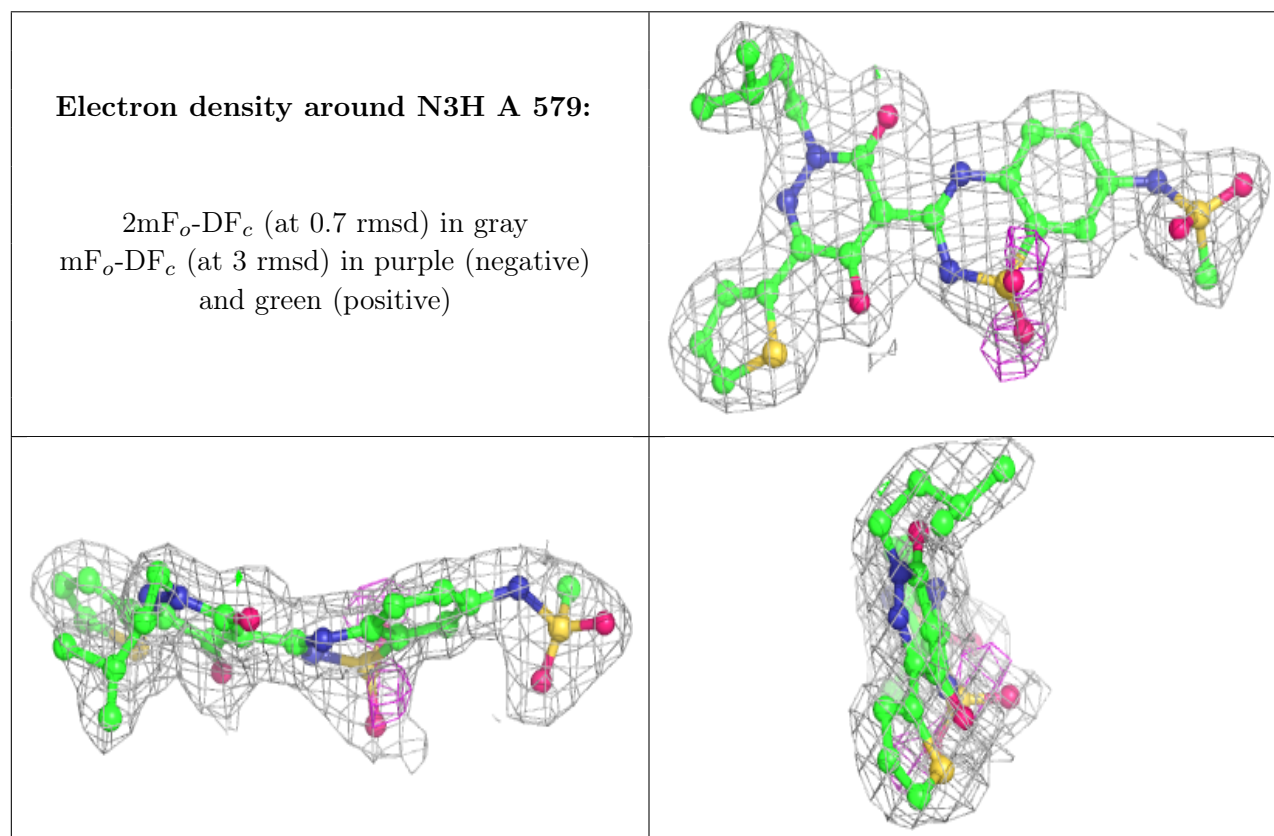 Electron density around N3H A 579:
2mFo-DFc (at 0.7 rmsd) in gray
mFo-DFc (at 3 rmsd) in purple (negative)
and green (positive)